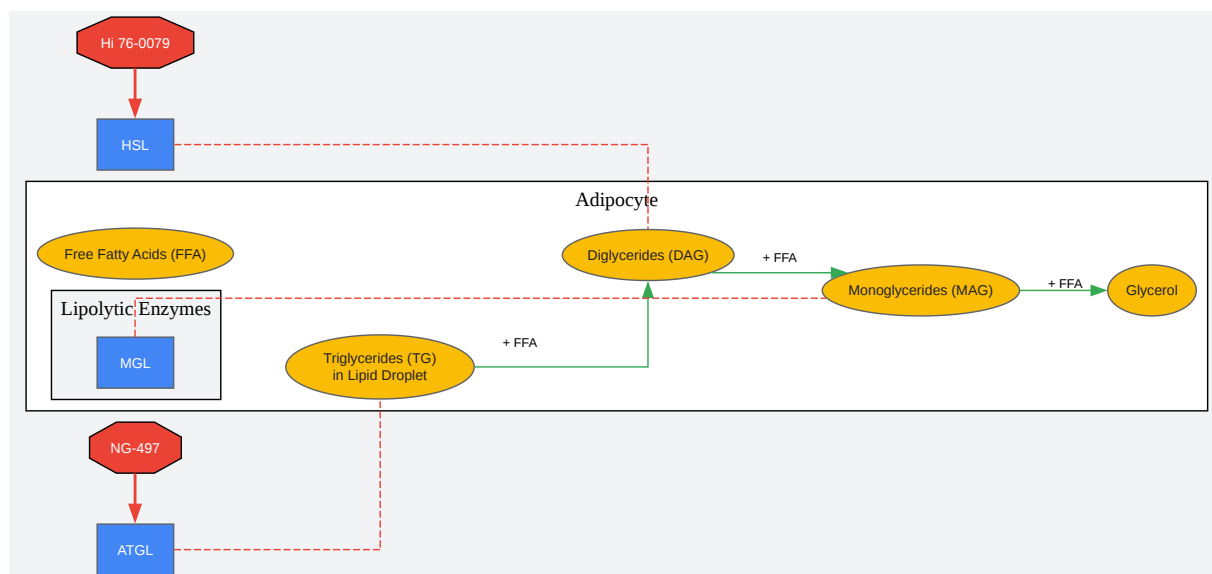 Hi 76-0079
HSL
Adipocyte
Free Fatty Acids (FFA)
Diglycerides (DAG)
+ FFA
Monoglycerides (MAG)
+ FFA
Glycerol
Lipolytic Enzymes
MGL
Triglycerides (TG)
in Lipid Droplet
+ FFA
NG-497
ATGL